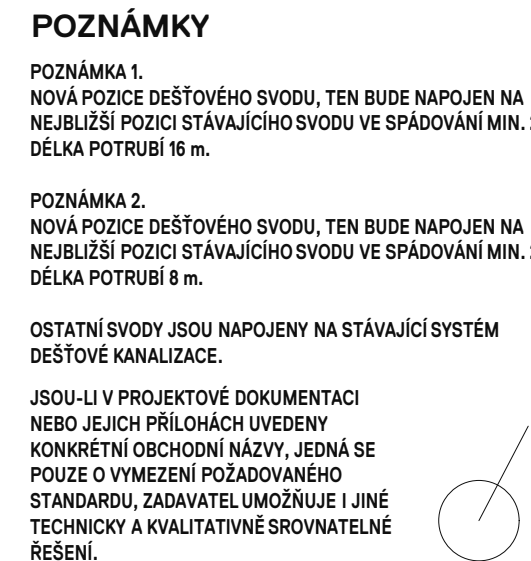 POZNÁMKY
POZNÁMKA 1.
NOVÁ POZICE DEŠŤOVÉHO SVODU, TEN BUDE NAPOJEN NA
NEJBLIŽŠÍ POZICI STÁVAJÍCÍHO SVODU VE SPÁDOVÁNÍ MIN.
DÉLKA POTRUBÍ 16 m.
POZNÁMKA 2.
NOVÁ POZICE DEŠŤOVÉHO SVODU, TEN BUDE NAPOJEN NA
NEJBLIŽŠÍ POZICI STÁVAJÍCÍHO SVODU VE SPÁDOVÁNÍ MIN.
DÉLKA POTRUBÍ 8 m.
OSTATNÍ SVODY JSOU NAPOJENY NA STÁVAJÍCÍ SYSTÉM
DEŠŤOVÉ KANALIZACE.
JSOU-LI V PROJEKTOVÉ DOKUMENTACI
NEBO JEJICH PŘÍLOHÁCH UVEDENY
KONKRÉTNÍ OBCHODNÍ NÁZVY, JEDNÁ SE
POUZE O VYMEZENÍ POŽADOVANÉHO
STANDARDU, ZADAVATEL UMOŽŇUJE I JINÉ
TECHNICKY A KVALITATIVNĚ SROVNATELNÉ
ŘEŠENÍ.